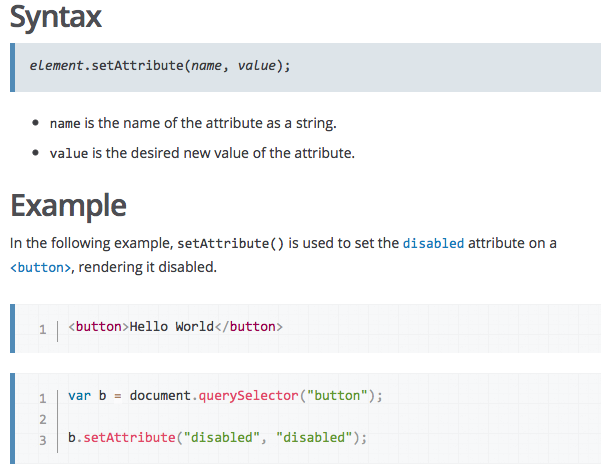 Syntax
element.setAttribute(name, value);
name is the name of the attribute as a string.
value is the desired new value of the attribute.
Example
In the following example, setAttribute() is used to set the disabled attribute on a
<button>, rendering it disabled.
1 <button>Hello World</button>
1 var b = document.querySelector("button");
2
3 b.setAttribute("disabled", "disabled");